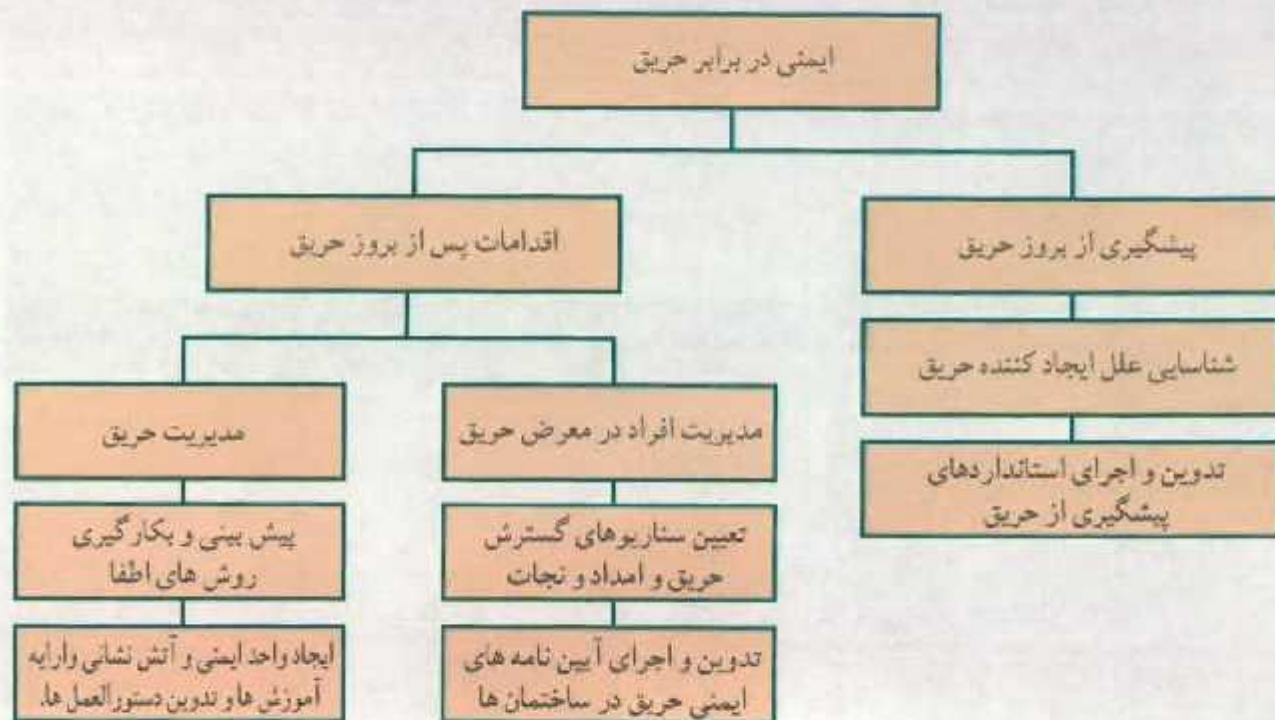 ایمنی در برابر حریق
پیشگیری از بروز حریق
شناسایی علل ایجاد کننده حریق
تدوین و اجرای استانداردهای
پیشگیری از حریق
اقدامات پس از بروز حریق
مدیریت افراد در معرض حریق
تعیین سناریوهای گسترش
حریق و امداد و نجات
تدوین و اجرای آیین نامه های
ایمنی حریق در ساختمان ها
مدیریت حریق
پیش بینی و بکارگیری
روش های اطفا
ایجاد واحد ایمنی و آتش نشانی وارایه
آموزش ها و تدوین دستورالعمل ها.